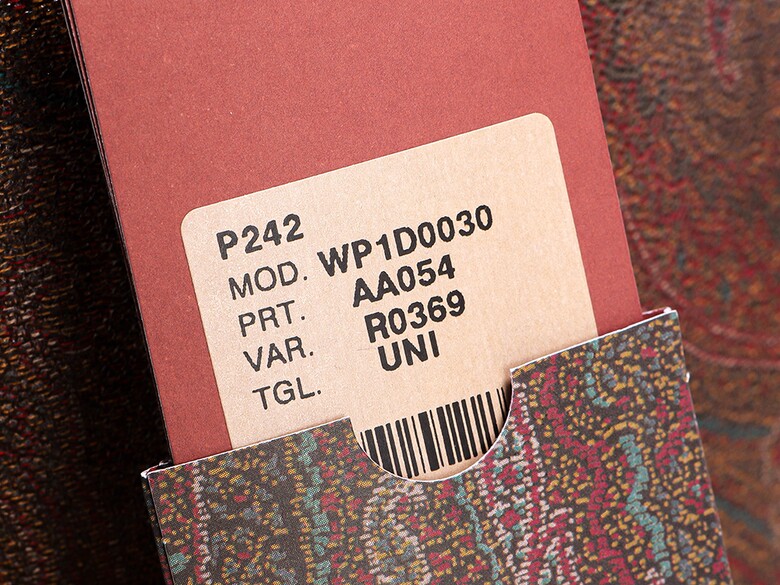 P242
MOD. WP1D0030
PRT. AA054
VAR. R0369
TGL. UNI